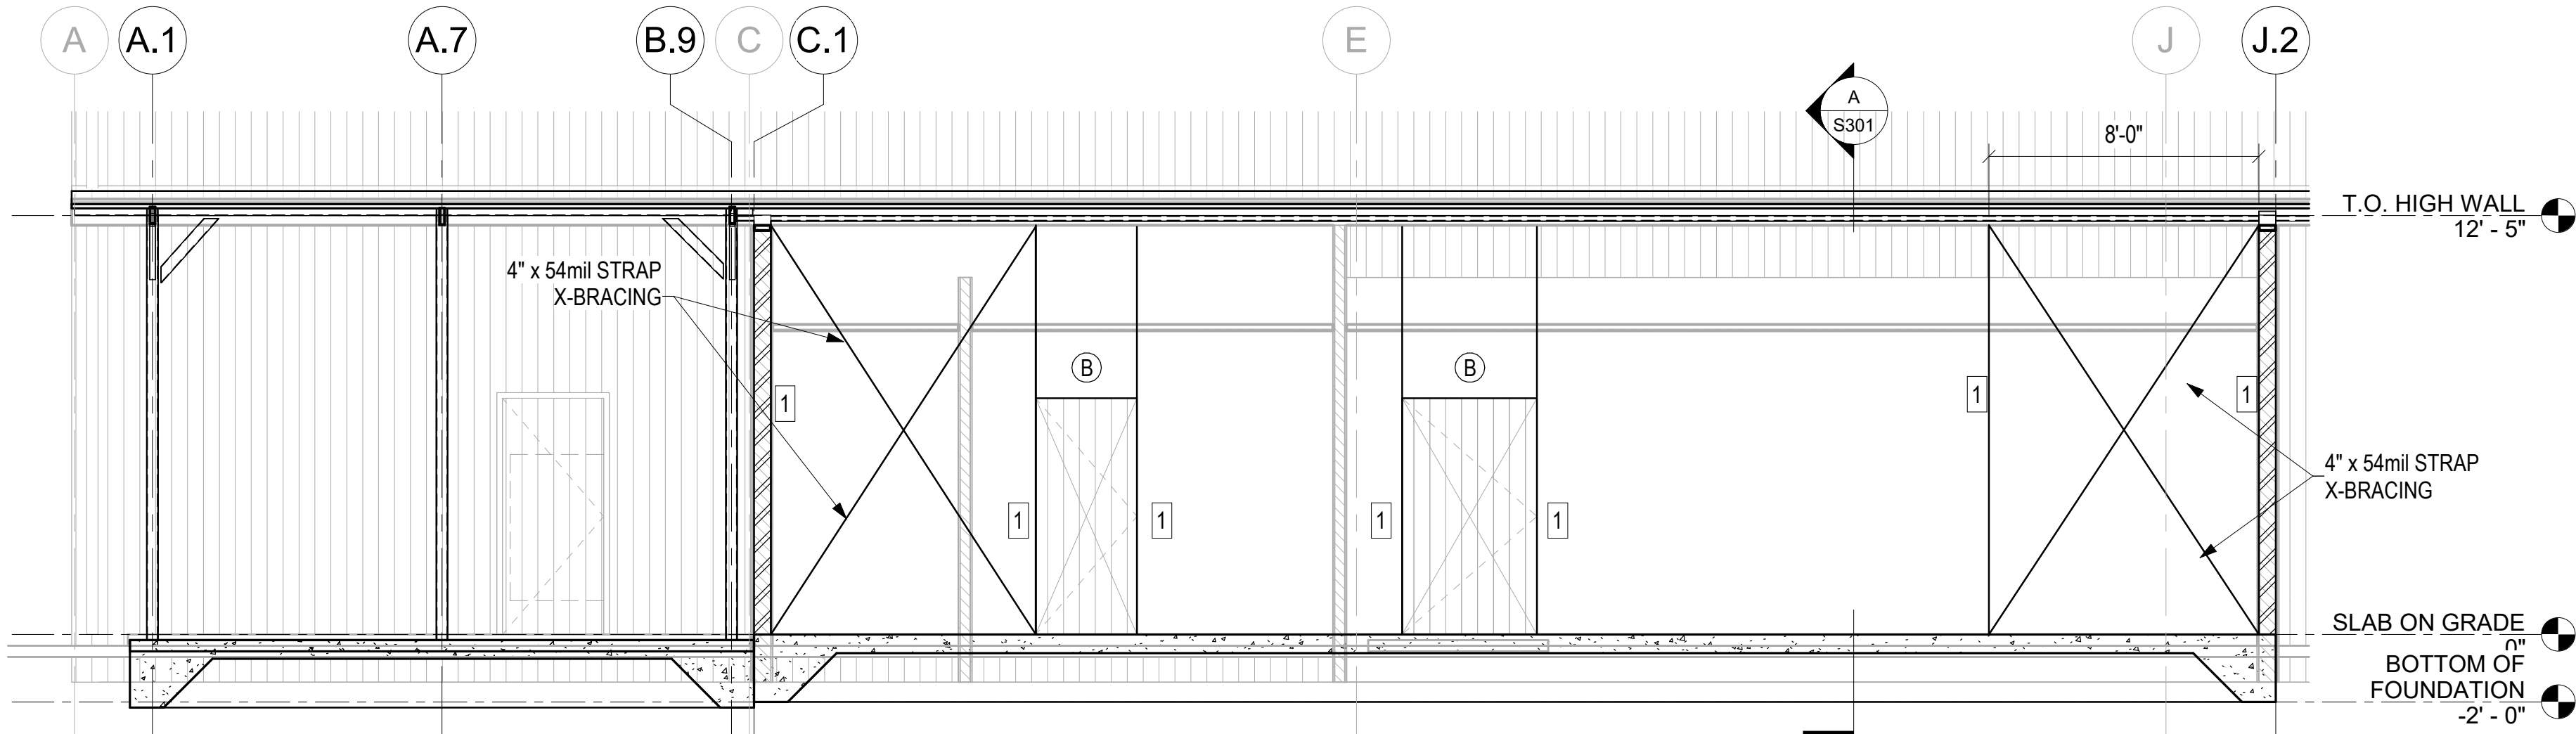 A
A.1
A.7
B.9
C
C.1
E
J
J.2
A
S301
8'-0"
T.O. HIGH WALL
12' - 5"
4" x 54mil STRAP
X-BRACING
B
B
1
1
1
4" x 54mil STRAP
X-BRACING
1
1
1
1
SLAB ON GRADE
0"
BOTTOM OF
FOUNDATION
-2' - 0"